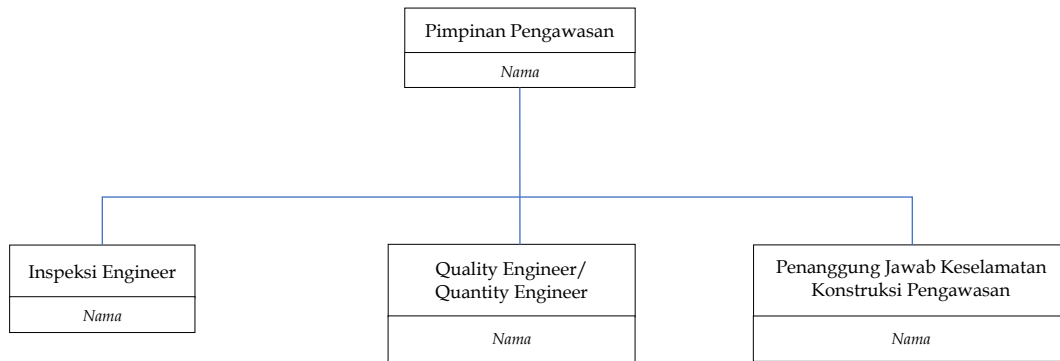 Pimpinan Pengawasan
Nama
Inspeksi Engineer
Nama
Quality Engineer/
Quantity Engineer
Nama
Penanggung Jawab Keselamatan
Konstruksi Pengawasan
Nama